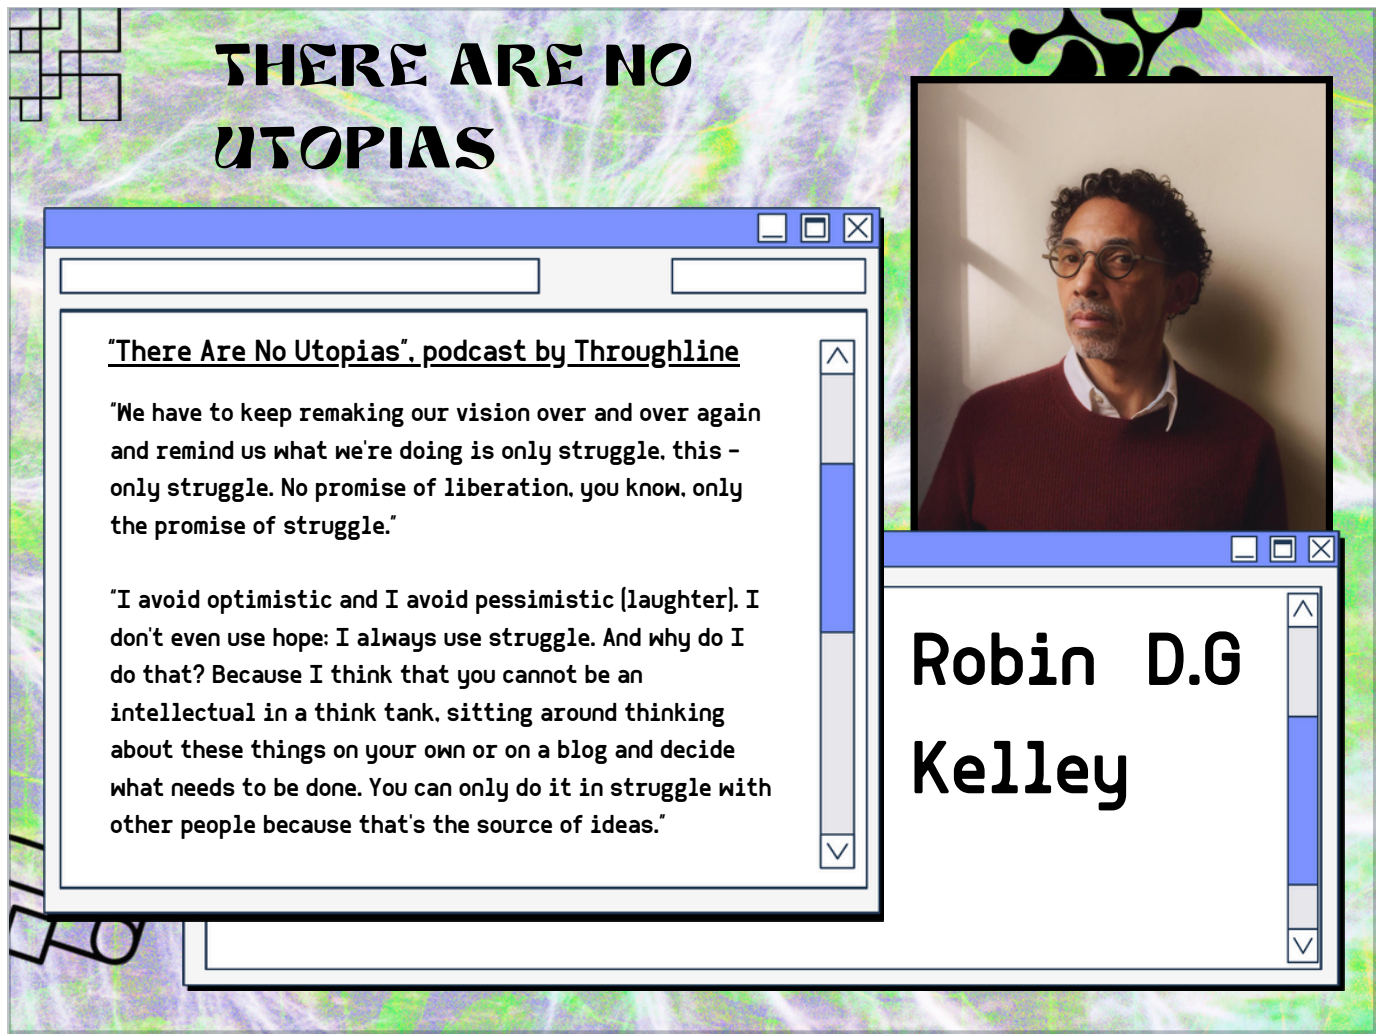 THERE ARE NO
UTOPIAS
"There Are No Utopias", podcast by Throughline
"We have to keep remaking our vision over and over again
and remind us what we're doing is only struggle, this -
only struggle. No promise of liberation, you know, only
the promise of struggle."
"I avoid optimistic and I avoid pessimistic (laughter). I
don't even use hope; I always use struggle. And why do I
do that? Because I think that you cannot be an
intellectual in a think tank, sitting around thinking
about these things on your own or on a blog and decide
what needs to be done. You can only do it in struggle with
other people because that's the source of ideas."
Robin D.G
Kelley